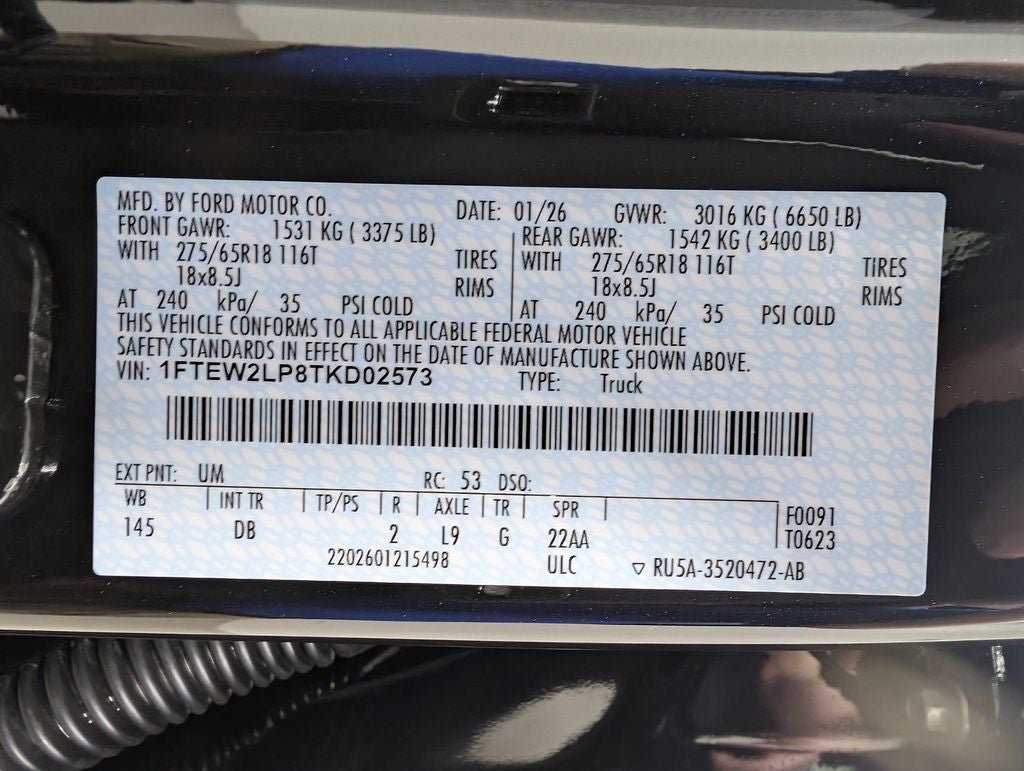 MFD. BY FORD MOTOR CO. DATE: 01/26 GVWR: 3016 KG ( 6650 LB)
FRONT GAWR: 1531 KG ( 3375 LB) REAR GAWR: 1542 KG ( 3400 LB)
WITH 275/65R18 116T TIRES WITH 275/65R18 116T TIRES
18x8.5J RIMS 18x8.5J RIMS
AT 240 kPa/ 35 PSI COLD AT 240 kPa/ 35 PSI COLD
THIS VEHICLE CONFORMS TO ALL APPLICABLE FEDERAL MOTOR VEHICLE
SAFETY STANDARDS IN EFFECT ON THE DATE OF MANUFACTURE SHOWN ABOVE.
VIN: 1FTEW2LP8TKD02573 TYPE: Truck
EXT PNT: UM RC: 53 DSO:
WB INT TR TP/PS R AXLE TR SPR F0091
145 DB 2 L9 G 22AA T0623
2202601215498 ULC ▽ RU5A-3520472-AB